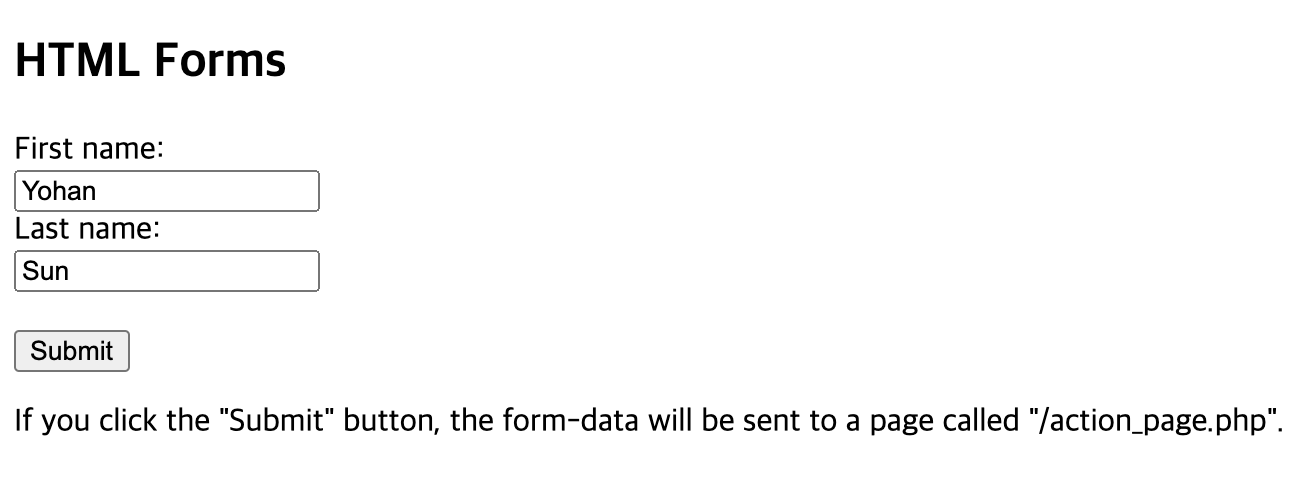 HTML Forms
First name:
Yohan
Last name:
Sun
Submit
If you click the "Submit" button, the form-data will be sent to a page called "/action_page.php".